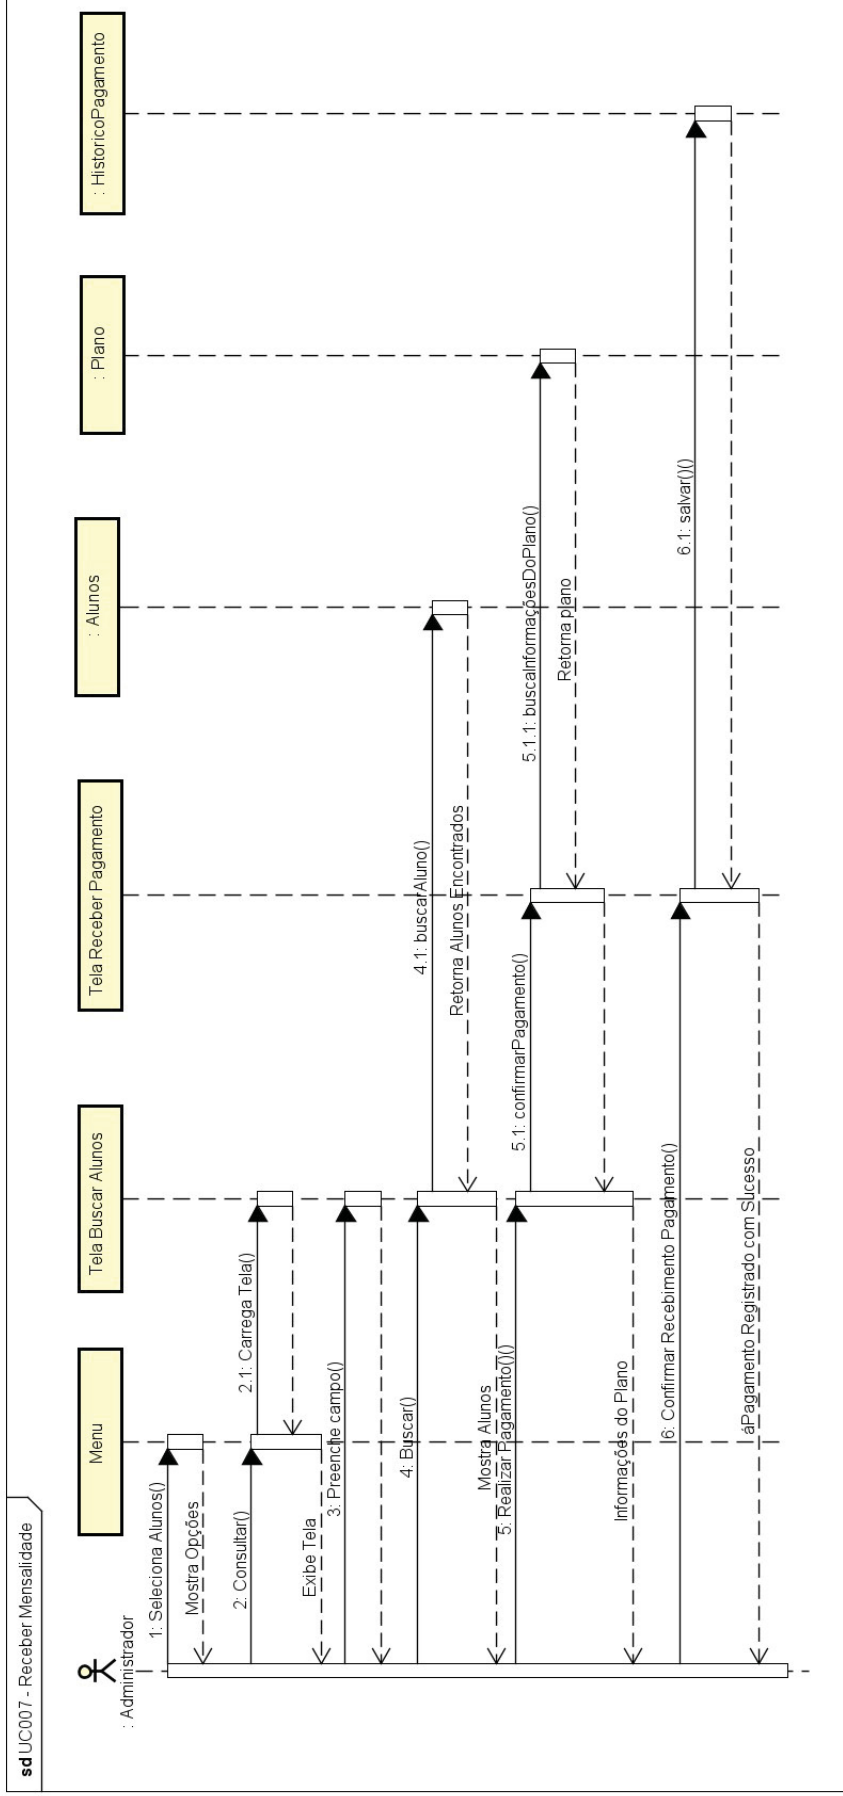 sd UC007 - Receber Mensalidade
: Administrador
Menu
Tela Buscar Alunos
Tela Receber Pagamento
: Alunos
: Plano
: HistoricoPagamento
1: Seleciona Alunos()
Mostra Opções
2: Consultar()
2.1: Carrega Tela()
Exibe Tela
3: Preenche campo()
4: Buscar()
4.1: buscarAluno()
Retorna Alunos Encontrados
Mostra Alunos
5: Realizar Pagamento()()
5.1: confirmarPagamento()
5.1.1: buscaInformaçõesDoPlano()
Retorna plano
Informações do Plano
6: Confirmar Recebimento Pagamento()
6.1: salvar()()
áPagamento Registrado com Sucesso